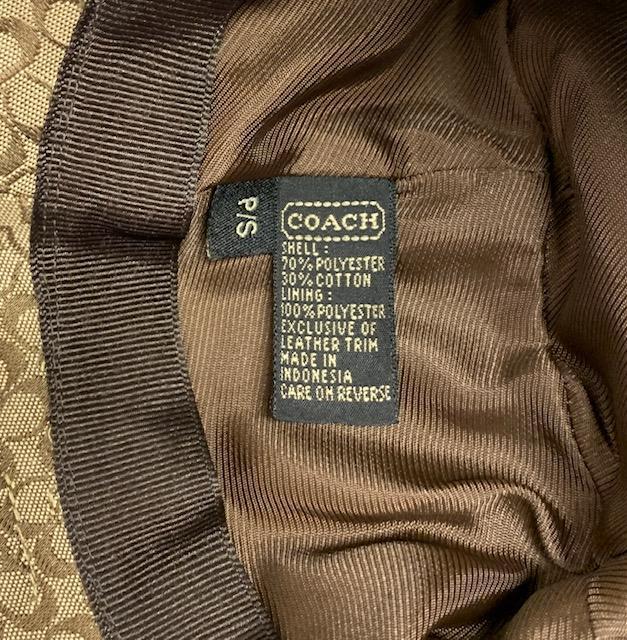 P/S
COACH
SHELL:
70% POLYESTER
30% COTTON
LINING:
100% POLYESTER
EXCLUSIVE OF
LEATHER TRIM
MADE IN
INDONESIA
CARE ON REVERSE